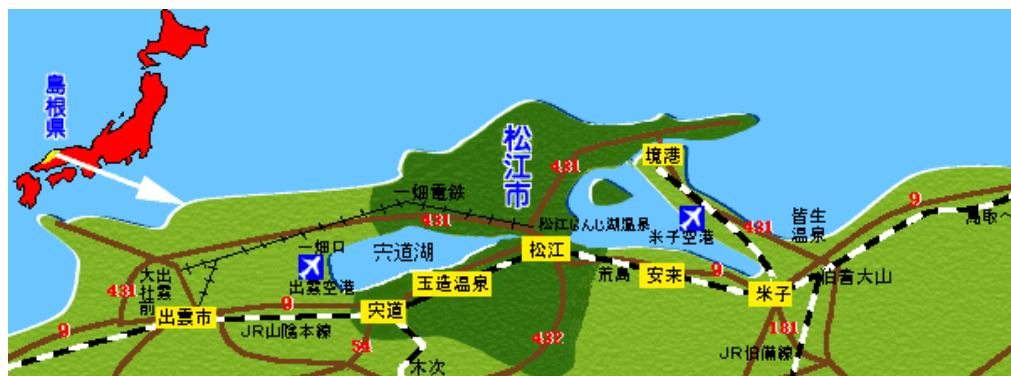 島根県
松江市
境港
431
9
鳥取へ
一畑電鉄
431
松江しんじ湖温泉
米子空港
431
皆生
温泉
一畑口
宍道湖
松江
荒島
安来
9
伯耆大山
大社前
出雲
431
出雲空港
玉造温泉
米子
9
出雲市
9
宍道
JR山陰本線
54
432
181
木次
JR伯備線